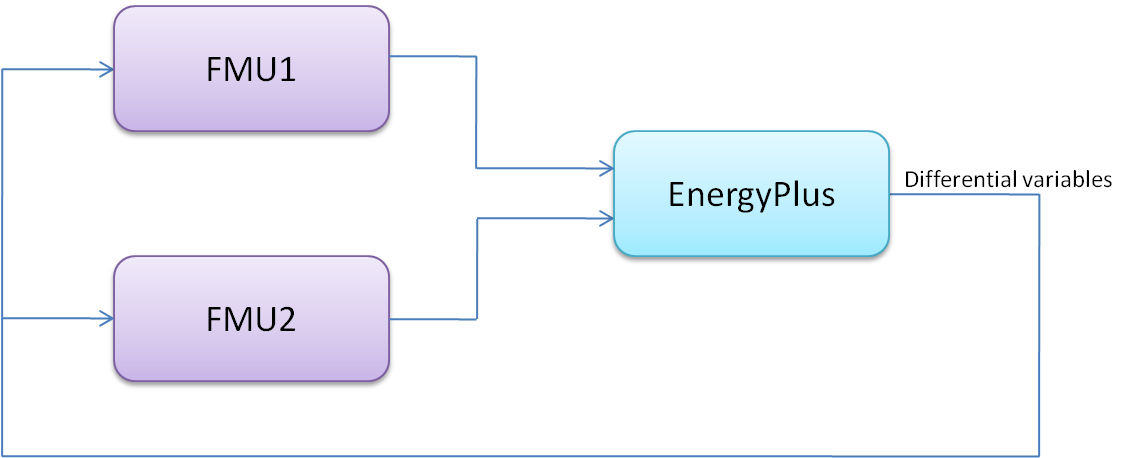 FMU1
EnergyPlus
Differential variables
FMU2